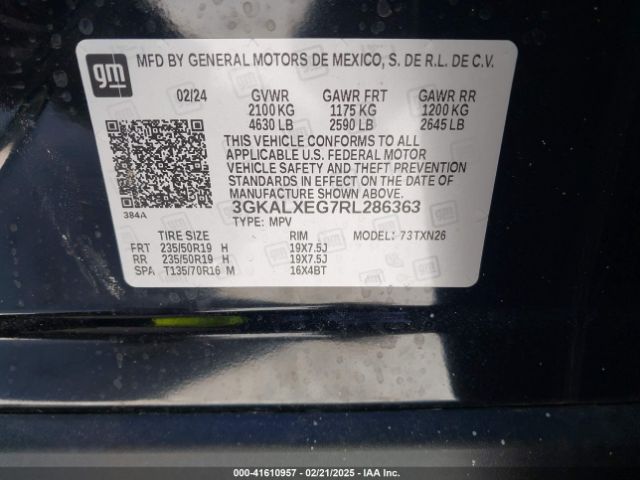 gm
MFD BY GENERAL MOTORS DE MEXICO, S. DE R.L. DE C.V.
02/24 GVWR GAWR FRT GAWR RR
2100 KG 1175 KG 1200 KG
4630 LB 2590 LB 2645 LB
THIS VEHICLE CONFORMS TO ALL
APPLICABLE U.S. FEDERAL MOTOR
VEHICLE SAFETY AND THEFT PREVENTION
STANDARDS IN EFFECT ON THE DATE OF
MANUFACTURE SHOWN ABOVE.
384A
3GKALXEG7RL286363
TYPE: MPV
TIRE SIZE RIM MODEL: 73TXN26
FRT 235/50R19 H 19X7.5J
RR 235/50R19 H 19X7.5J
SPA T135/70R16 M 16X4BT
000-41610957 - 02/21/2025 - IAA Inc.